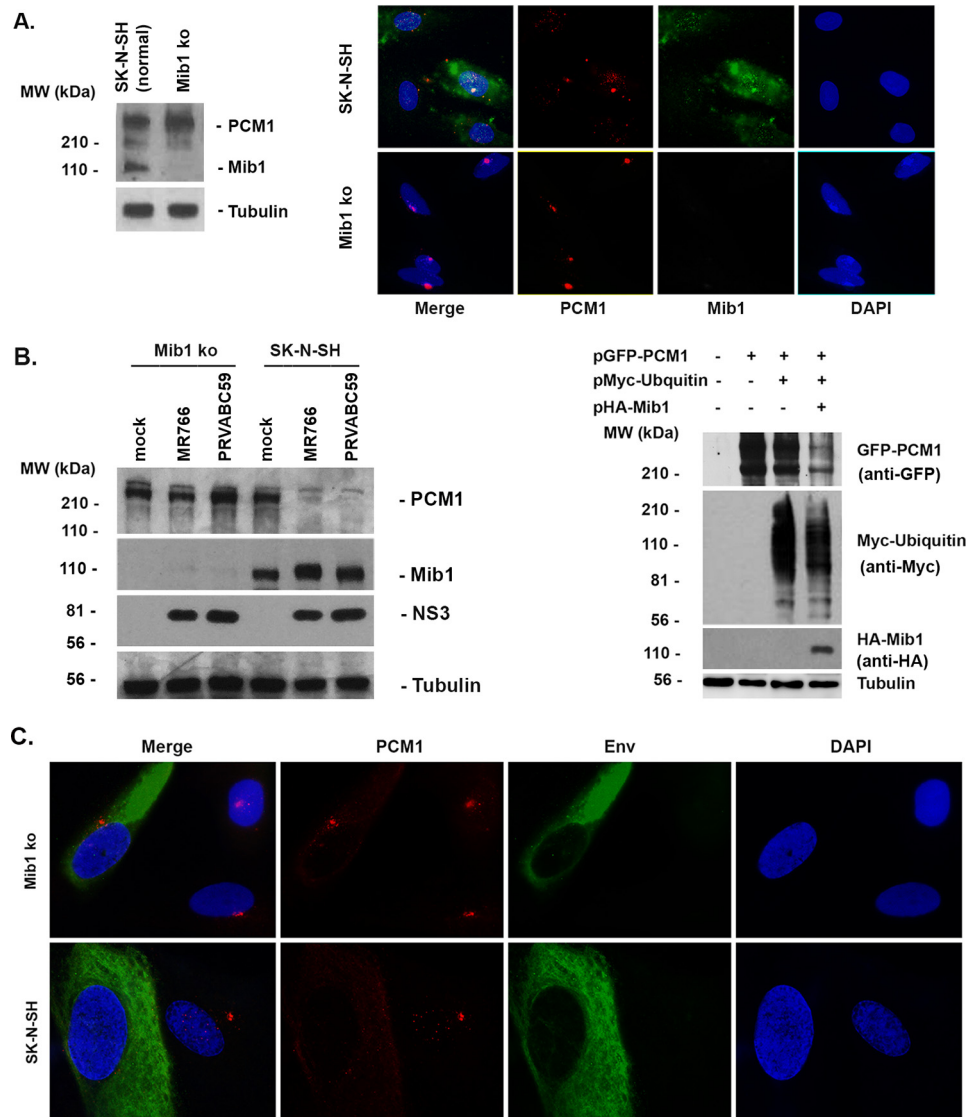 A.
SK-N-SH
(normal)
Mib1 ko
MW (kDa)
210 -
110 -
- PCM1
- Mib1
- Tubulin
SK-N-SH
Mib1 ko
Merge
PCM1
Mib1
DAPI
B.
Mib1 ko
SK-N-SH
mock
MR766
PRVABC59
mock
MR766
PRVABC59
MW (kDa)
210 -
110 -
110 -
81 -
56 -
56 -
- PCM1
- Mib1
- NS3
- Tubulin
pGFP-PCM1 - + + +
pMyc-Ubquitin - - + +
pHA-Mib1 - - - +
MW (kDa)
210 -
210 -
110 -
81 -
56 -
110 -
56 -
GFP-PCM1
(anti-GFP)
Myc-Ubiquitin
(anti-Myc)
HA-Mib1
(anti-HA)
Tubulin
C.
Merge
PCM1
Env
DAPI
Mib1 ko
SK-N-SH